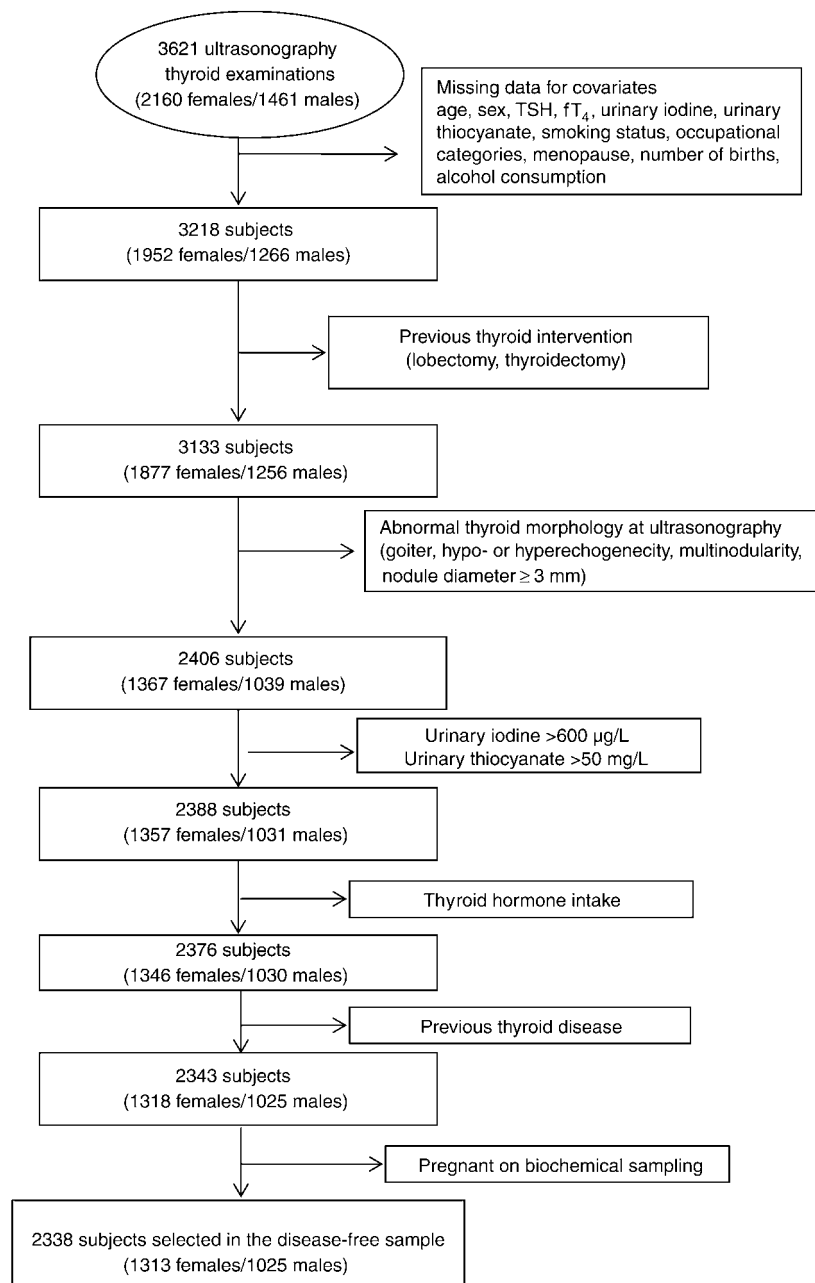 3621 ultrasonography
thyroid examinations
(2160 females/1461 males)
Missing data for covariates
age, sex, TSH, fT₄, urinary iodine, urinary
thiocyanate, smoking status, occupational
categories, menopause, number of births,
alcohol consumption
3218 subjects
(1952 females/1266 males)
Previous thyroid intervention
(lobectomy, thyroidectomy)
3133 subjects
(1877 females/1256 males)
Abnormal thyroid morphology at ultrasonography
(goiter, hypo- or hyperechogenecity, multinodularity,
nodule diameter ≥ 3 mm)
2406 subjects
(1367 females/1039 males)
Urinary iodine >600 µg/L
Urinary thiocyanate >50 mg/L
2388 subjects
(1357 females/1031 males)
Thyroid hormone intake
2376 subjects
(1346 females/1030 males)
Previous thyroid disease
2343 subjects
(1318 females/1025 males)
Pregnant on biochemical sampling
2338 subjects selected in the disease-free sample
(1313 females/1025 males)